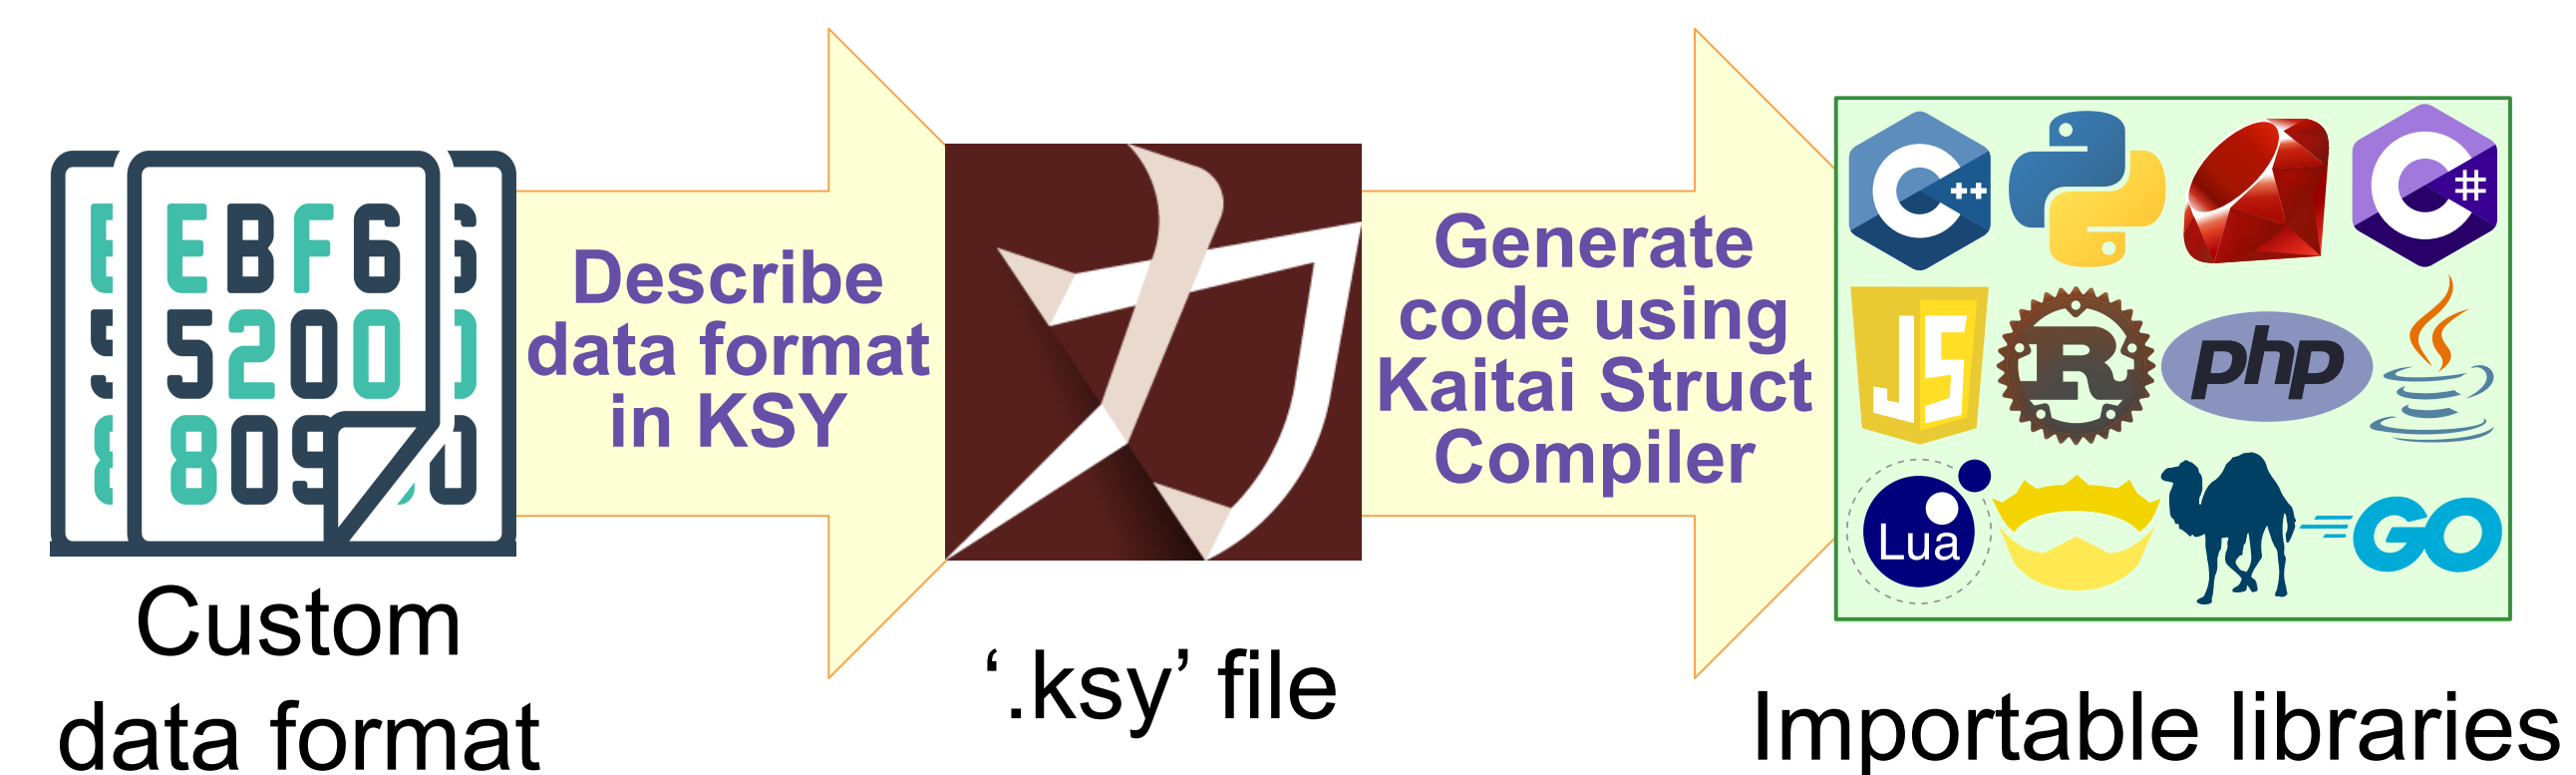 EBF6
5200
809
Custom
data format
Describe
data format
in KSY
‘.ksy’ file
Generate
code using
Kaitai Struct
Compiler
C++
C#
JS
R
php
Lua
GO
Importable libraries